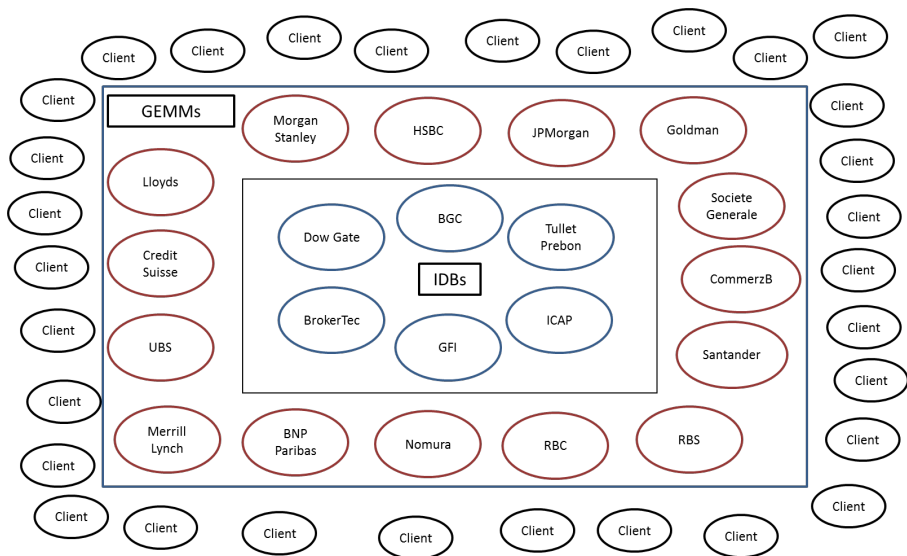 Client
Client
Client
Client
Client
Client
Client
Client
Client
Client
GEMMs
Morgan
Stanley
HSBC
JPMorgan
Goldman
Client
Client
Lloyds
Client
Client
Dow Gate
BGC
Tullet
Prebon
Societe
Generale
Client
Client
Credit
Suisse
IDBs
CommerzB
Client
Client
UBS
BrokerTec
GFI
ICAP
Santander
Client
Client
Client
Merrill
Lynch
BNP
Paribas
Nomura
RBC
RBS
Client
Client
Client
Client
Client
Client
Client
Client
Client
Client